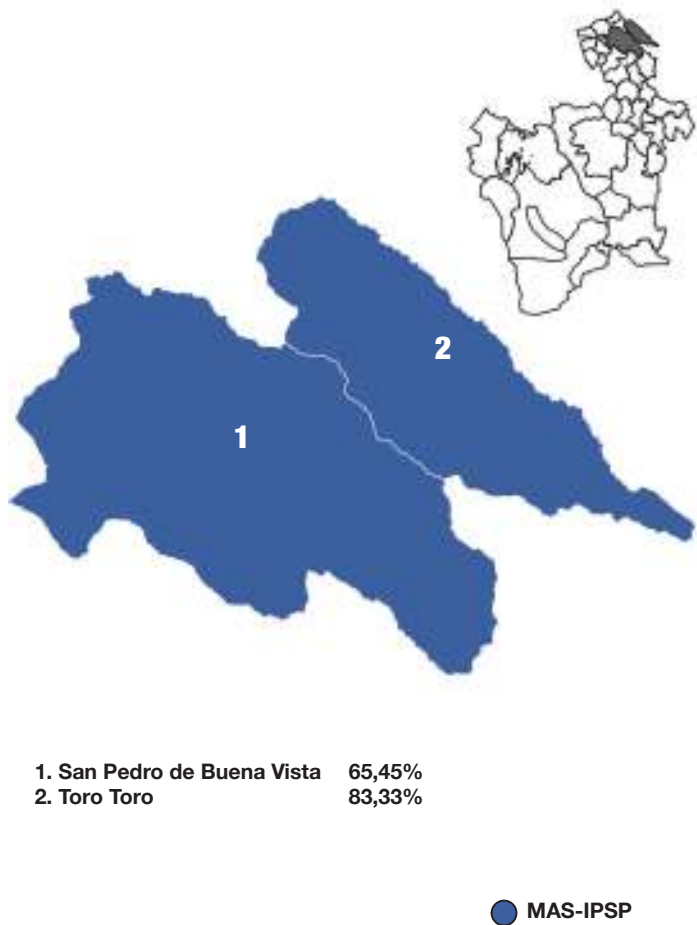 2
1
1. San Pedro de Buena Vista 65,45%
2. Toro Toro 83,33%
MAS-IPSP